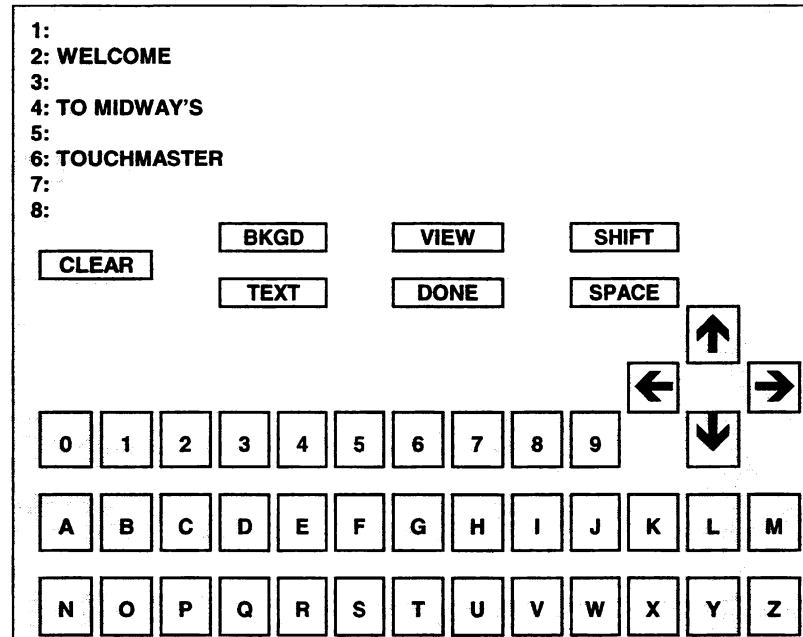 1:
2: WELCOME
3:
4: TO MIDWAY'S
5:
6: TOUCHMASTER
7:
8:
BKGD VIEW SHIFT
CLEAR
TEXT DONE SPACE
0 1 2 3 4 5 6 7 8 9
A B C D E F G H I J K L M
N O P Q R S T U V W X Y Z